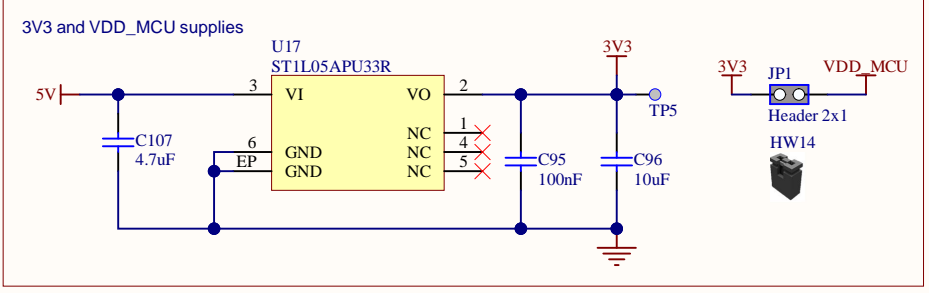 3V3 and VDD_MCU supplies
U17
ST1L05APU33R
3V3
3V3
JP1
VDD_MCU
5V
3
VI
VO
2
TP5
Header 2x1
C107
4.7uF
NC
1
6
GND
NC
4
EP
GND
NC
5
C95
100nF
C96
10uF
HW14